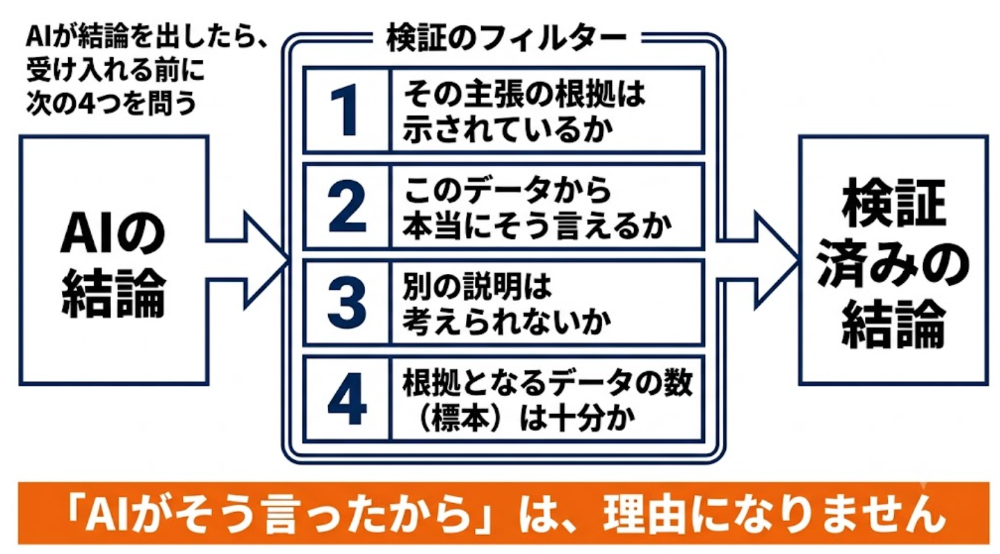 AIが結論を出したら、
受け入れる前に
次の4つを問う
AIの
結論
検証のフィルター
1
その主張の根拠は
示されているか
2
このデータから
本当にそう言えるか
3
別の説明は
考えられないか
4
根拠となるデータの数
（標本）は十分か
検証
済みの
結論
「AIがそう言ったから」は、理由になりません